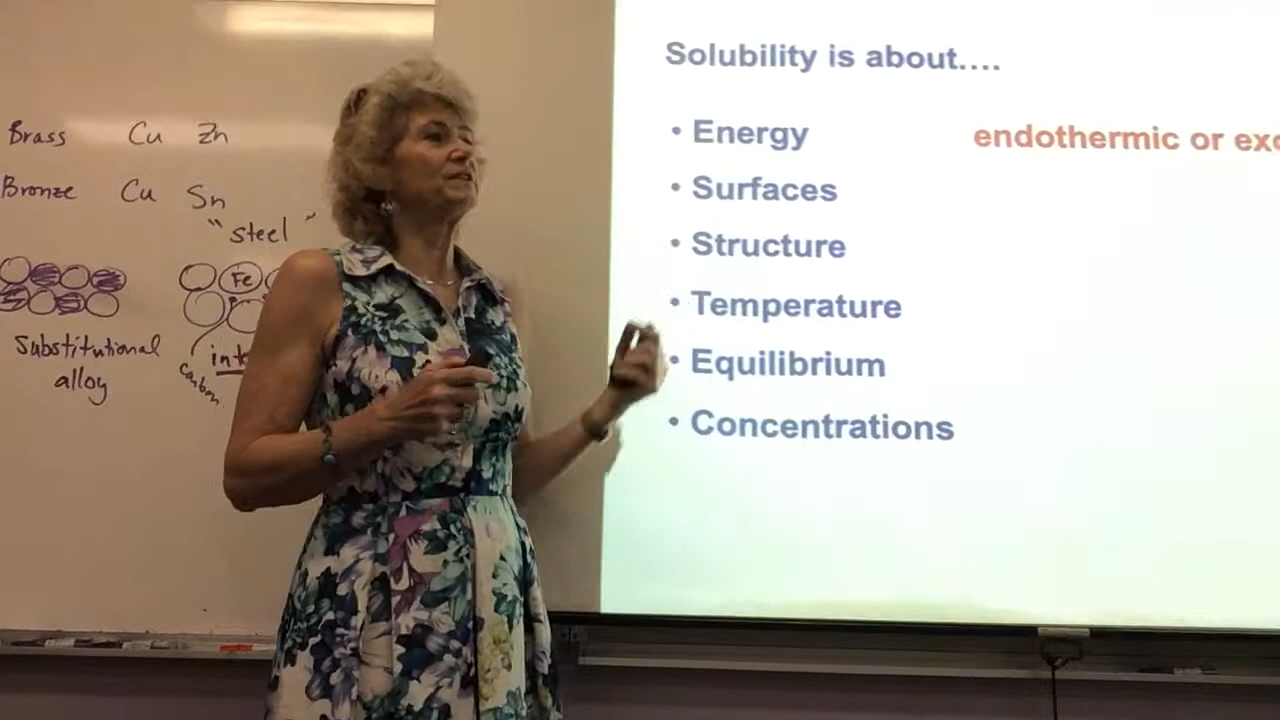 Brass Cu Zn
Bronze Cu Sn
"steel"
Fe
Substitutional
alloy
Carbon
Solubility is about....
• Energy endothermic or exo
• Surfaces
• Structure
• Temperature
• Equilibrium
• Concentrations